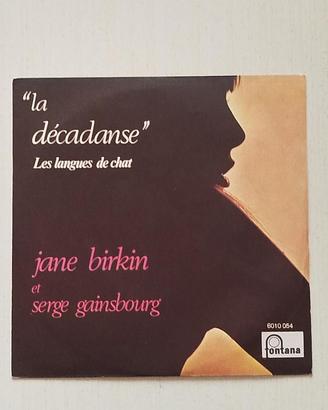 “la
décadanse”
Les langues de chat
jane birkin
et
serge gainsbourg
6010 054
fontana